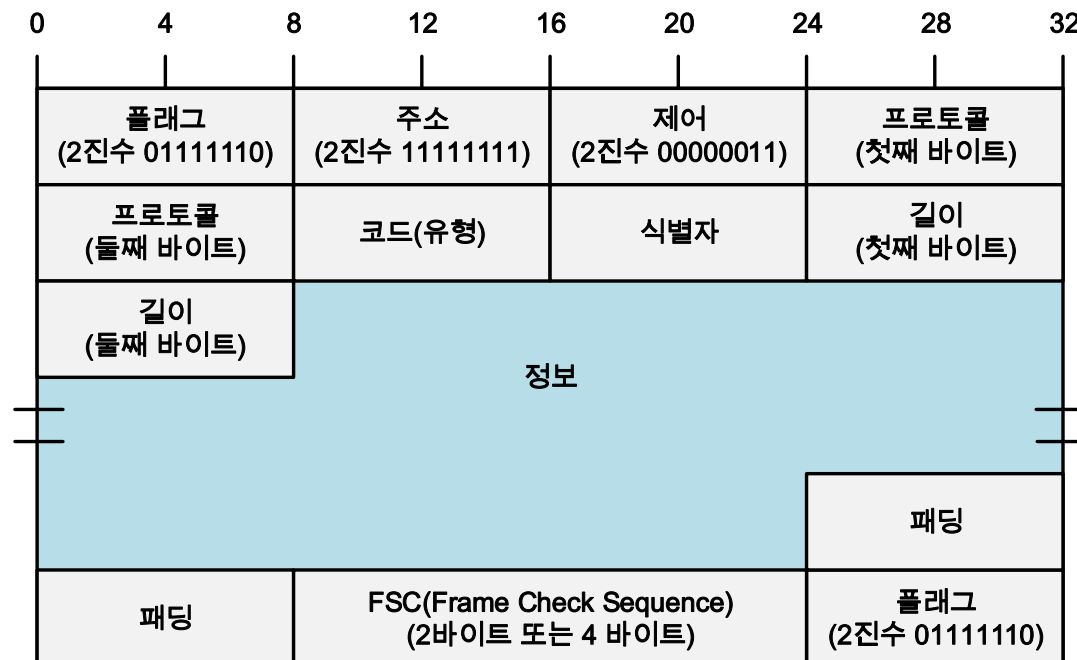 0 4 8 12 16 20 24 28 32
플래그
(2진수 01111110)
주소
(2진수 11111111)
제어
(2진수 00000011)
프로토콜
(첫째 바이트)
프로토콜
(둘째 바이트)
코드(유형)
식별자
길이
(첫째 바이트)
길이
(둘째 바이트)
정보
패딩
패딩
FSC(Frame Check Sequence)
(2바이트 또는 4 바이트)
플래그
(2진수 01111110)